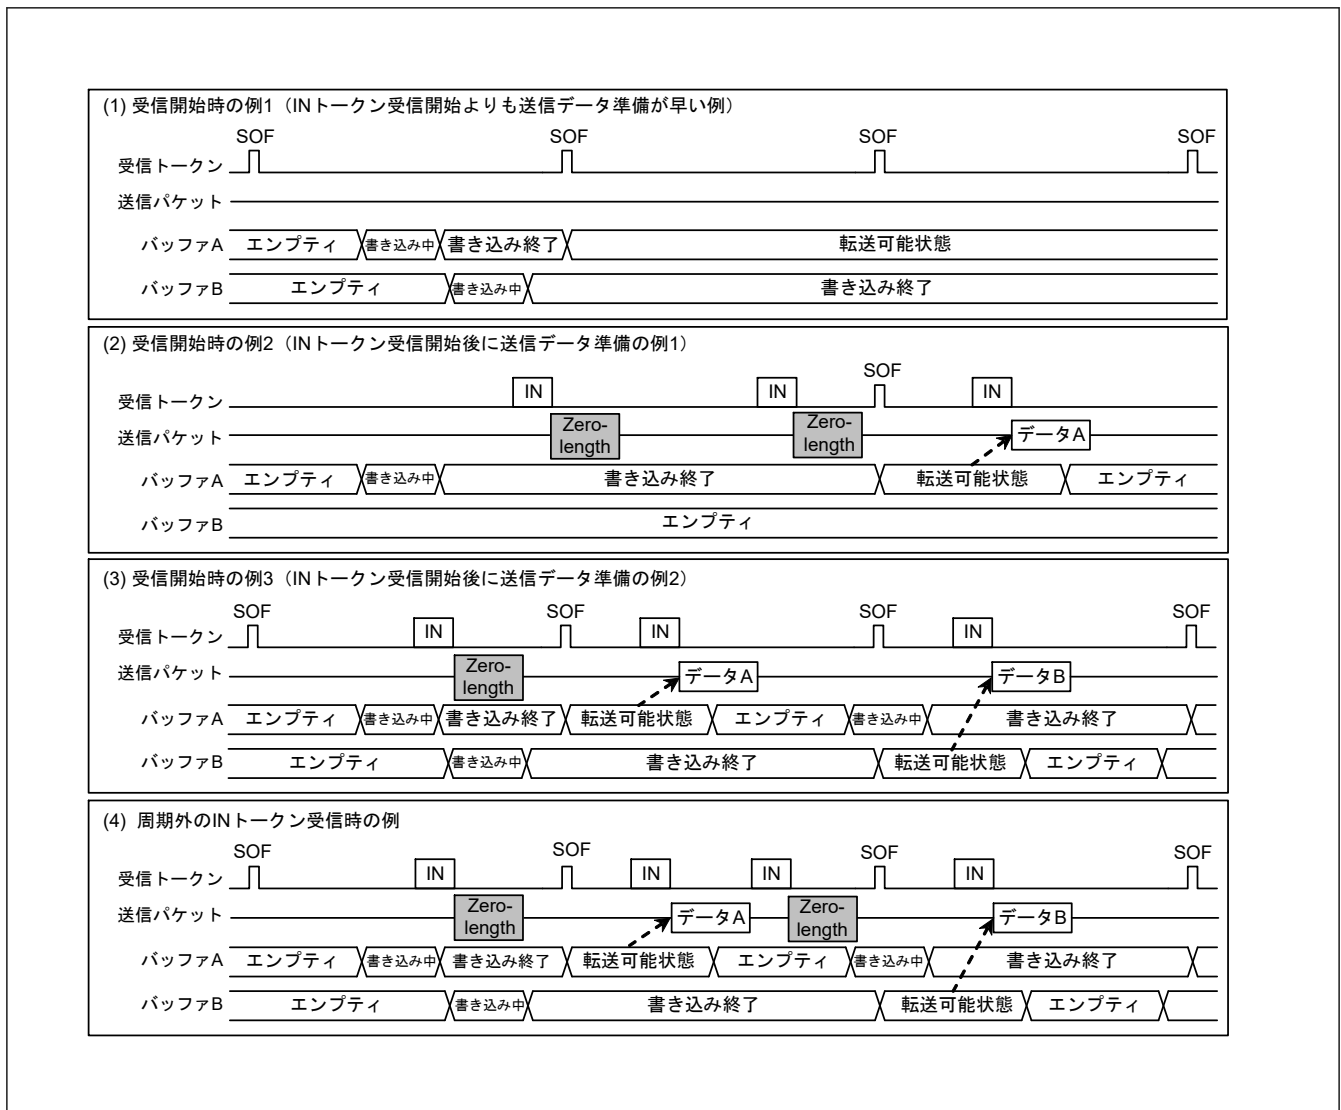 (1) 受信開始時の例1（INトークン受信開始よりも送信データ準備が早い例）
SOF SOF SOF SOF
受信トークン
送信パケット
バッファA エンプティ 書き込み中 書き込み終了 転送可能状態
バッファB エンプティ 書き込み中 書き込み終了
(2) 受信開始時の例2（INトークン受信開始後に送信データ準備の例1）
SOF
受信トークン IN IN IN
送信パケット Zero-length Zero-length データA
バッファA エンプティ 書き込み中 書き込み終了 転送可能状態 エンプティ
バッファB エンプティ
(3) 受信開始時の例3（INトークン受信開始後に送信データ準備の例2）
SOF SOF SOF SOF
受信トークン IN IN IN
送信パケット Zero-length データA データB
バッファA エンプティ 書き込み中 書き込み終了 転送可能状態 エンプティ 書き込み中 書き込み終了
バッファB エンプティ 書き込み中 書き込み終了 転送可能状態 エンプティ
(4) 周期外のINトークン受信時の例
SOF SOF SOF SOF
受信トークン IN IN IN IN
送信パケット Zero-length データA Zero-length データB
バッファA エンプティ 書き込み中 書き込み終了 転送可能状態 エンプティ 書き込み中 書き込み終了
バッファB エンプティ 書き込み中 書き込み終了 転送可能状態 エンプティ